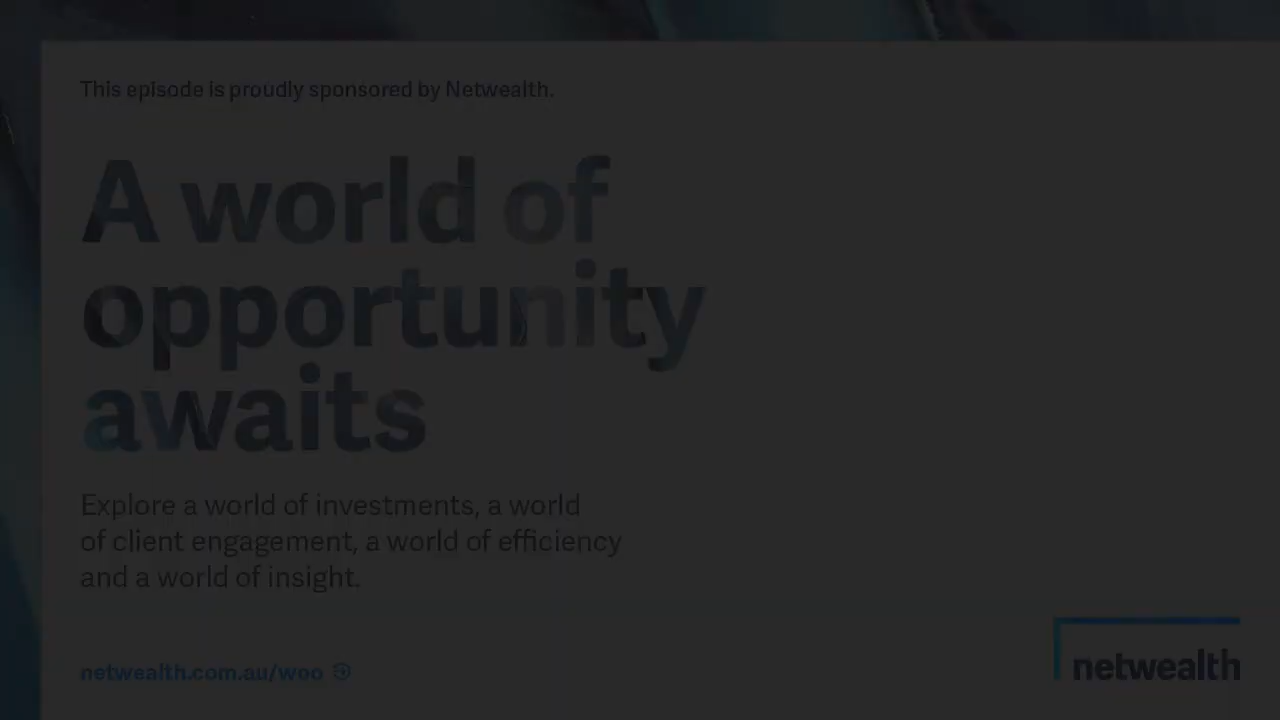 This episode is proudly sponsored by Netwealth.
A world of
opportunity
awaits
Explore a world of investments, a world
of client engagement, a world of efficiency
and a world of insight.
netwealth.com.au/woo
netwealth